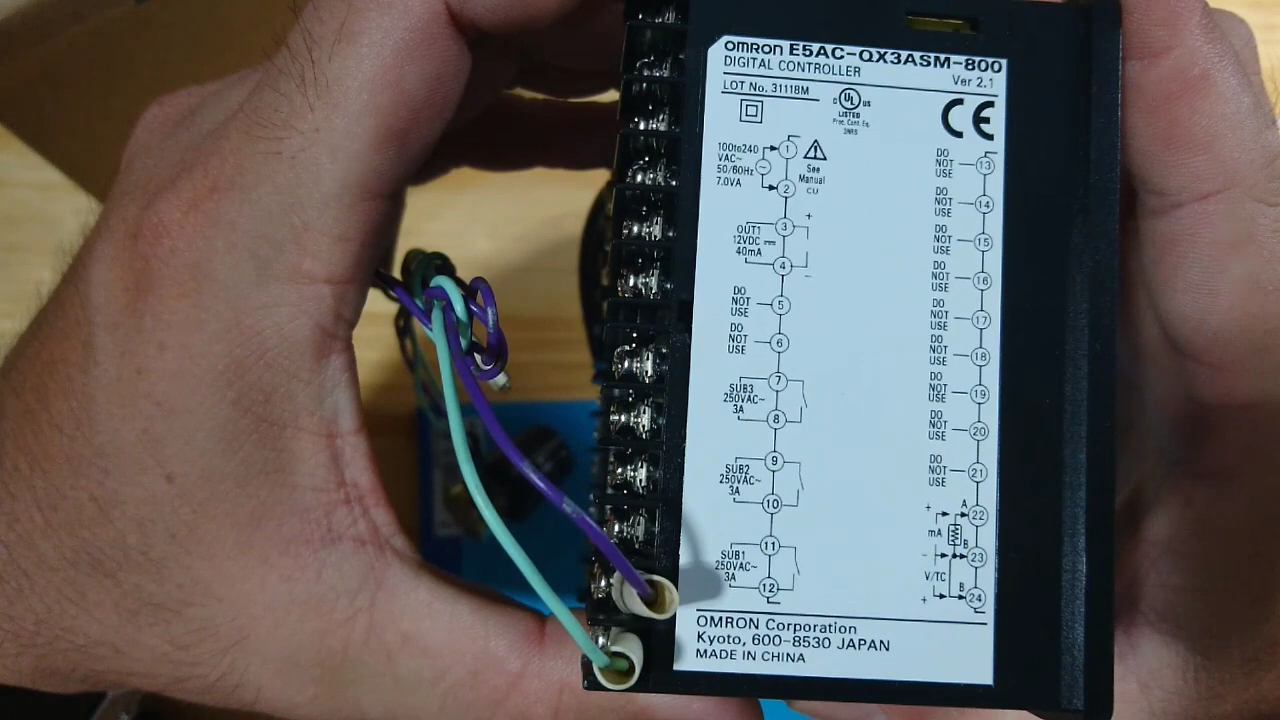 OMRON E5AC-QX3ASM-800
DIGITAL CONTROLLER
Ver 2.1
LOT No. 31118M
C UL US
LISTED
Proc. Cont. Eq.
3NR5
CE
100to240
VAC~
50/60Hz
7.0VA
1
2
See
Manual
CU
OUT1
12VDC
40mA
3
4
+
-
DO
NOT
USE
5
DO
NOT
USE
6
SUB3
250VAC~
3A
7
8
SUB2
250VAC~
3A
9
10
SUB1
250VAC~
3A
11
12
DO
NOT
USE
13
DO
NOT
USE
14
DO
NOT
USE
15
DO
NOT
USE
16
DO
NOT
USE
17
DO
NOT
USE
18
DO
NOT
USE
19
DO
NOT
USE
20
DO
NOT
USE
21
+
A
22
mA
B
-
23
V/TC
B
+
24
OMRON Corporation
Kyoto, 600-8530 JAPAN
MADE IN CHINA